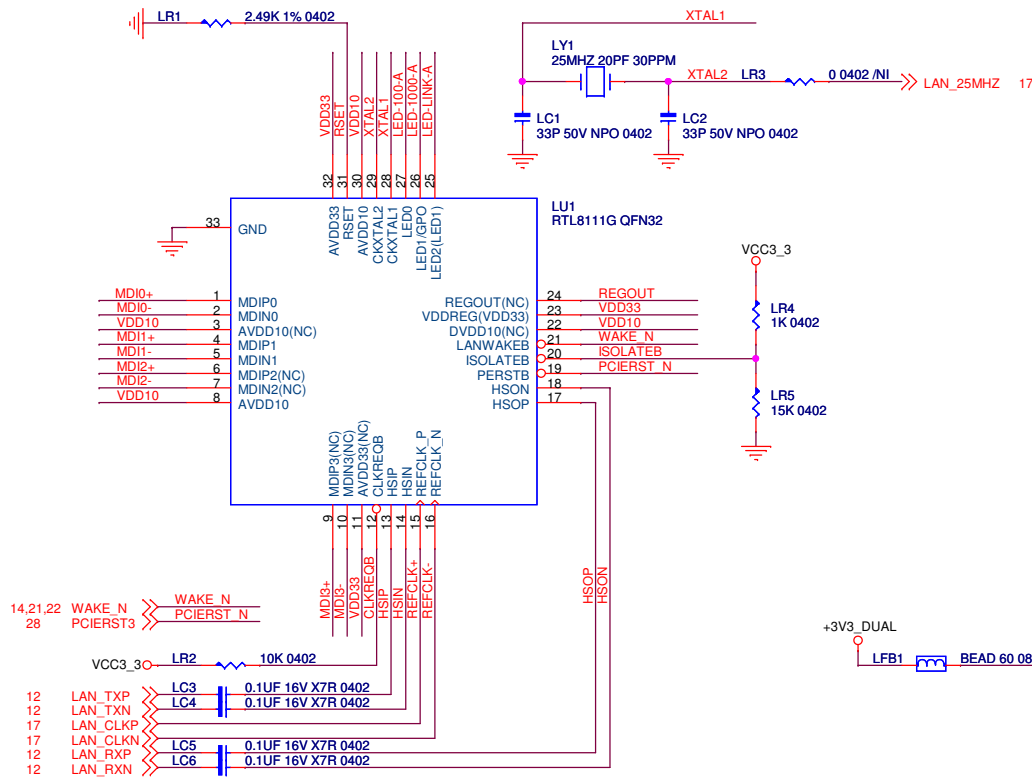 LR1 2.49K 1% 0402
XTAL1
LY1
25MHZ 20PF 30PPM
XTAL2 LR3 0 0402 /NI LAN_25MHZ 17
LC1
33P 50V NPO 0402
LC2
33P 50V NPO 0402
VDD33
RSET
VDD10
XTAL2
XTAL1
LED-100-A
LED-1000-A
LED-LINK-A
32
31
30
29
28
27
26
25
AVDD33
RSET
AVDD10
CKXTAL2
CKXTAL1
LED0
LED1/GPO
LED2(LED1)
LU1
RTL8111G QFN32
33 GND
MDI0+ 1 MDIP0
MDI0- 2 MDIN0
VDD10 3 AVDD10(NC)
MDI1+ 4 MDIP1
MDI1- 5 MDIN1
MDI2+ 6 MDIP2(NC)
MDI2- 7 MDIN2(NC)
VDD10 8 AVDD10
REGOUT(NC) 24 REGOUT
VDDREG(VDD33) 23 VDD33
DVDD10(NC) 22 VDD10
LANWAKEB 21 WAKE_N
ISOLATEB 20 ISOLATEB
PERSTB 19 PCIERST_N
HSON 18
HSOP 17
VCC3_3
LR4
1K 0402
LR5
15K 0402
MDIP3(NC)
MDIN3(NC)
AVDD33(NC)
CLKREQB
HSIP
HSIN
REFCLK_P
REFCLK_N
9
10
11
12
13
14
15
16
MDI3+
MDI3-
VDD33
CLKREQB
HSIP
HSIN
REFCLK+
REFCLK-
HSOP
HSON
14,21,22 WAKE_N WAKE_N
28 PCIERST3 PCIERST_N
VCC3_3 LR2 10K 0402
12 LAN_TXP LC3 0.1UF 16V X7R 0402
12 LAN_TXN LC4 0.1UF 16V X7R 0402
17 LAN_CLKP
17 LAN_CLKN
12 LAN_RXP LC5 0.1UF 16V X7R 0402
12 LAN_RXN LC6 0.1UF 16V X7R 0402
+3V3_DUAL
LFB1 BEAD 60 08